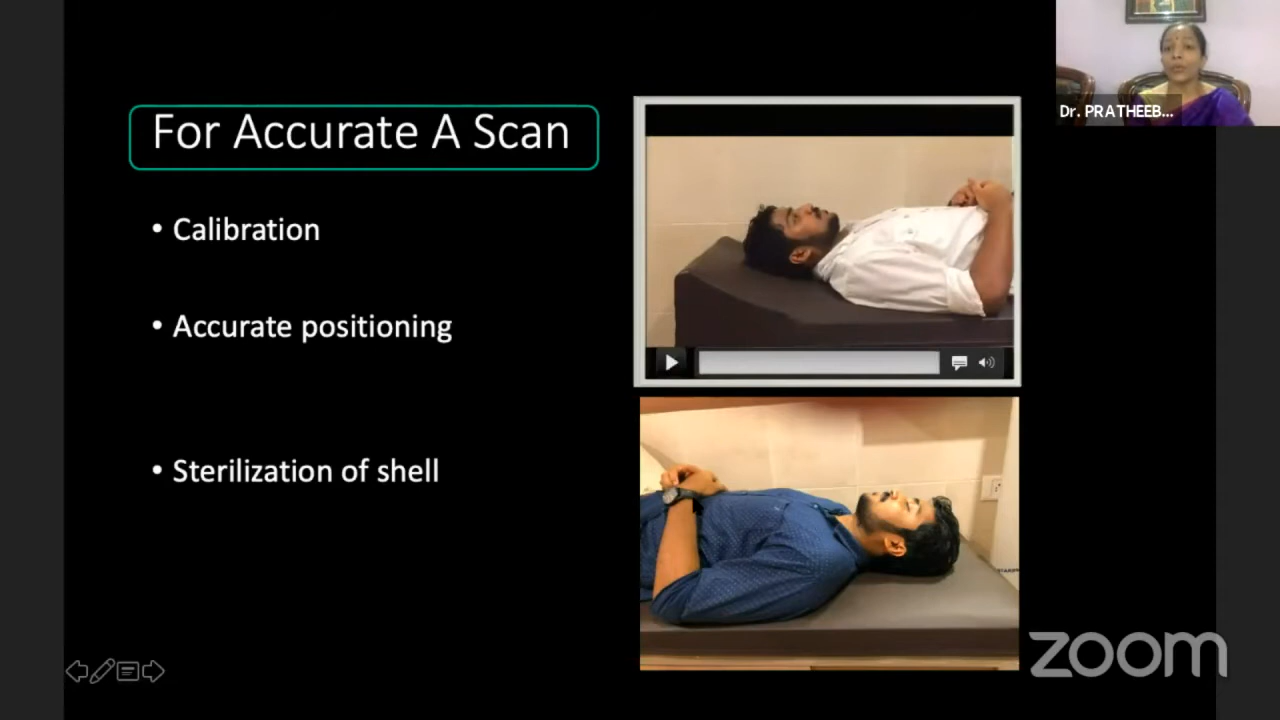 For Accurate A Scan
• Calibration
• Accurate positioning
• Sterilization of shell
Dr. PRATHEEB...
zoom